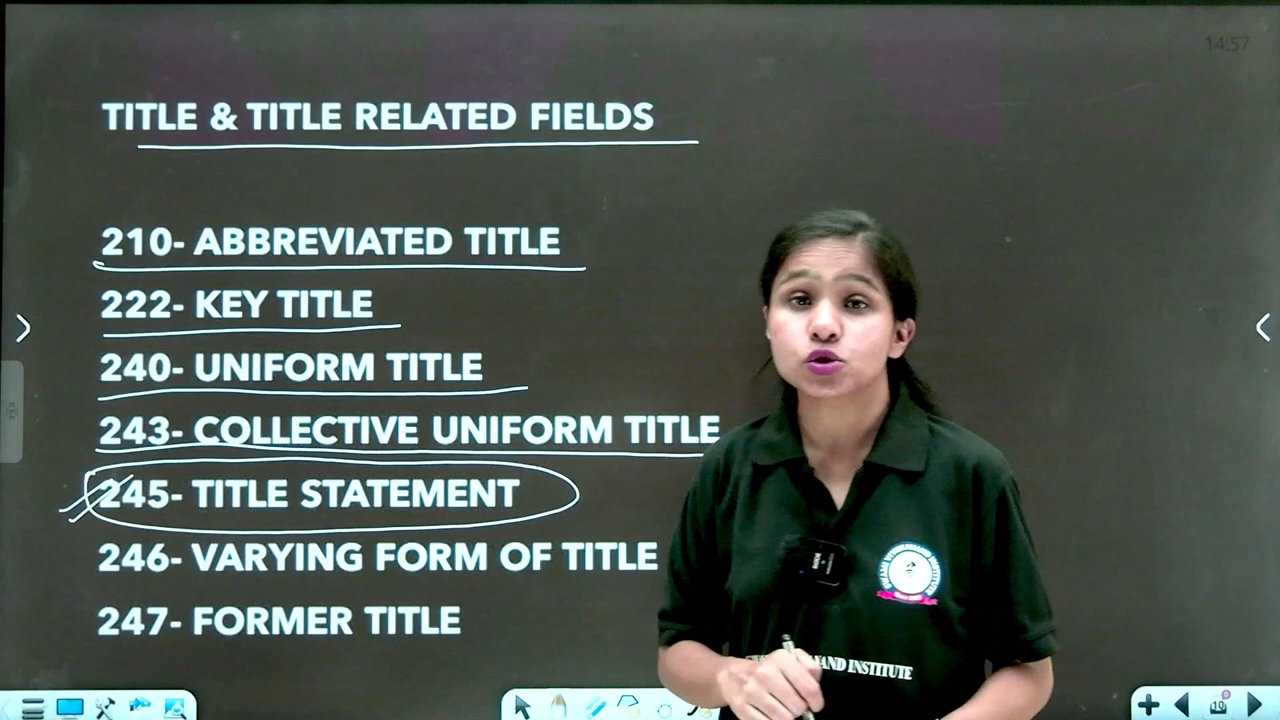 14:57
TITLE & TITLE RELATED FIELDS
210- ABBREVIATED TITLE
222- KEY TITLE
240- UNIFORM TITLE
243- COLLECTIVE UNIFORM TITLE
245- TITLE STATEMENT
246- VARYING FORM OF TITLE
247- FORMER TITLE
INSTITUTE
10